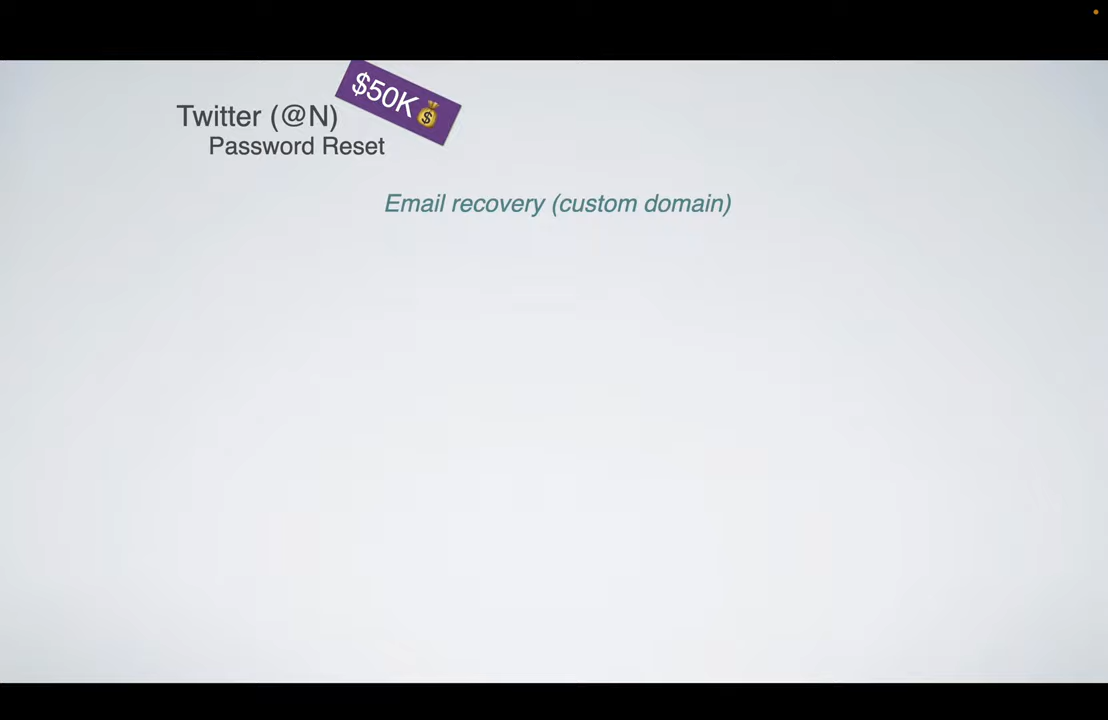 $50K💰
Twitter (@N)
Password Reset
Email recovery (custom domain)